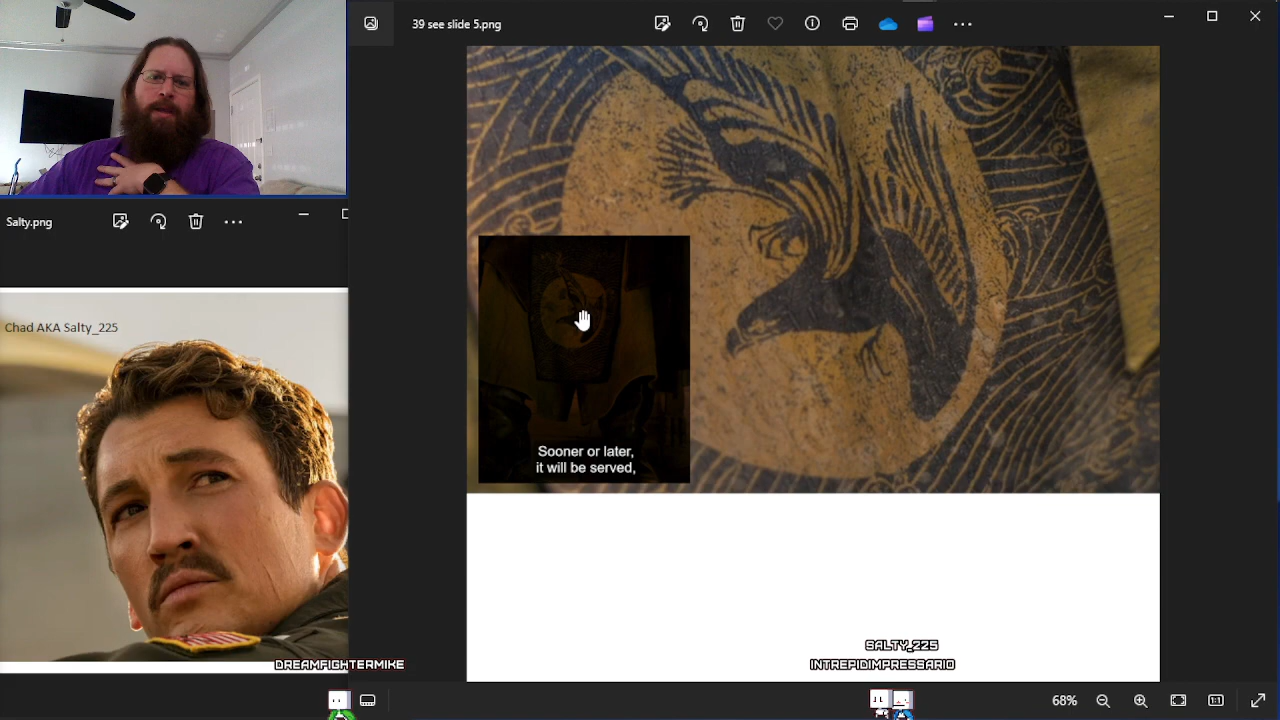 39 see slide 5.png
Salty.png
Chad AKA Salty_225
Sooner or later,
it will be served,
SALTY_225
DREAMFIGHTERMIKE
INTREPIDIMPRESSARIO
68%